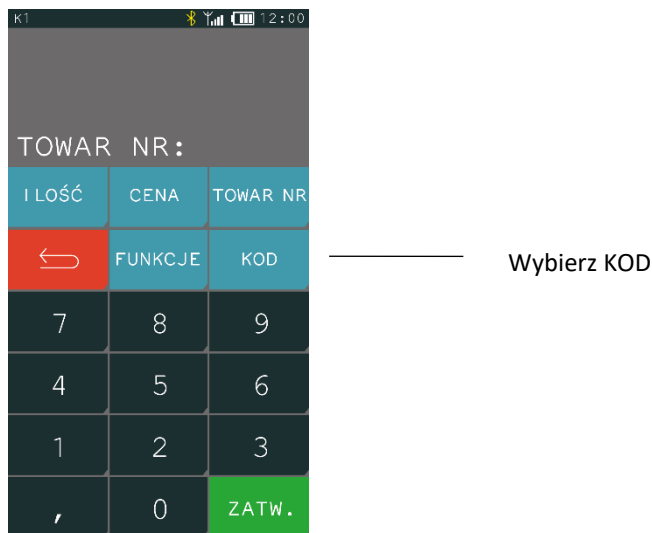 K1 12:00
TOWAR NR:
ILOŚĆ CENA TOWAR NR
FUNKCJE KOD Wybierz KOD
7 8 9
4 5 6
1 2 3
, 0 ZATW.